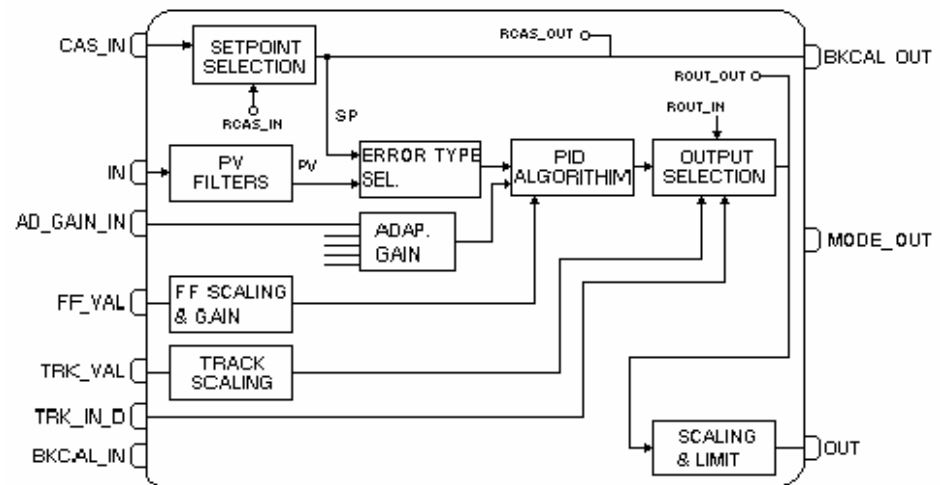 CAS_IN
SETPOINT
SELECTION
RCAS_OUT
BKCAL OUT
ROUT_OUT
RCAS_IN
ROUT_IN
SP
IN
PV
FILTERS
PV
ERROR TYPE
SEL.
PID
ALGORITHIM
OUTPUT
SELECTION
AD_GAIN_IN
ADAP.
GAIN
MODE_OUT
FF_VAL
FF SCALING
& GAIN
TRK_VAL
TRACK
SCALING
TRK_IN_D
BKCAL_IN
SCALING
& LIMIT
OUT